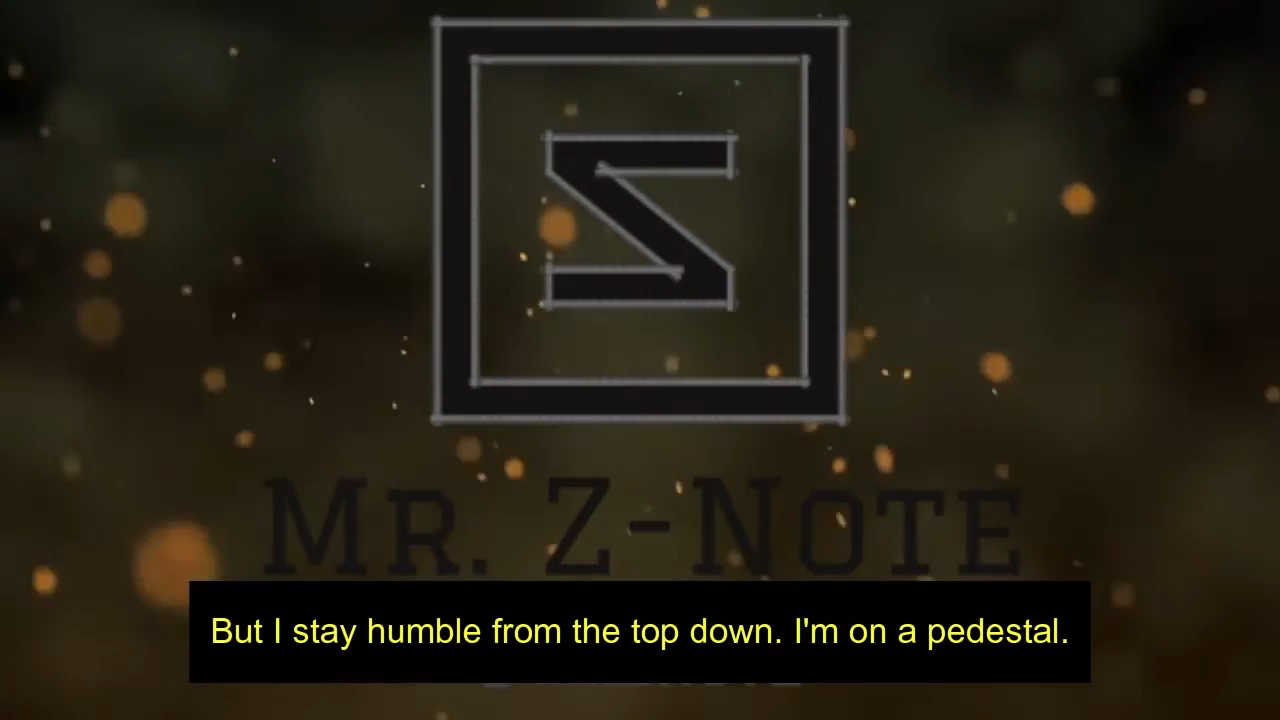 Mr. Z-Note
But I stay humble from the top down. I'm on a pedestal.